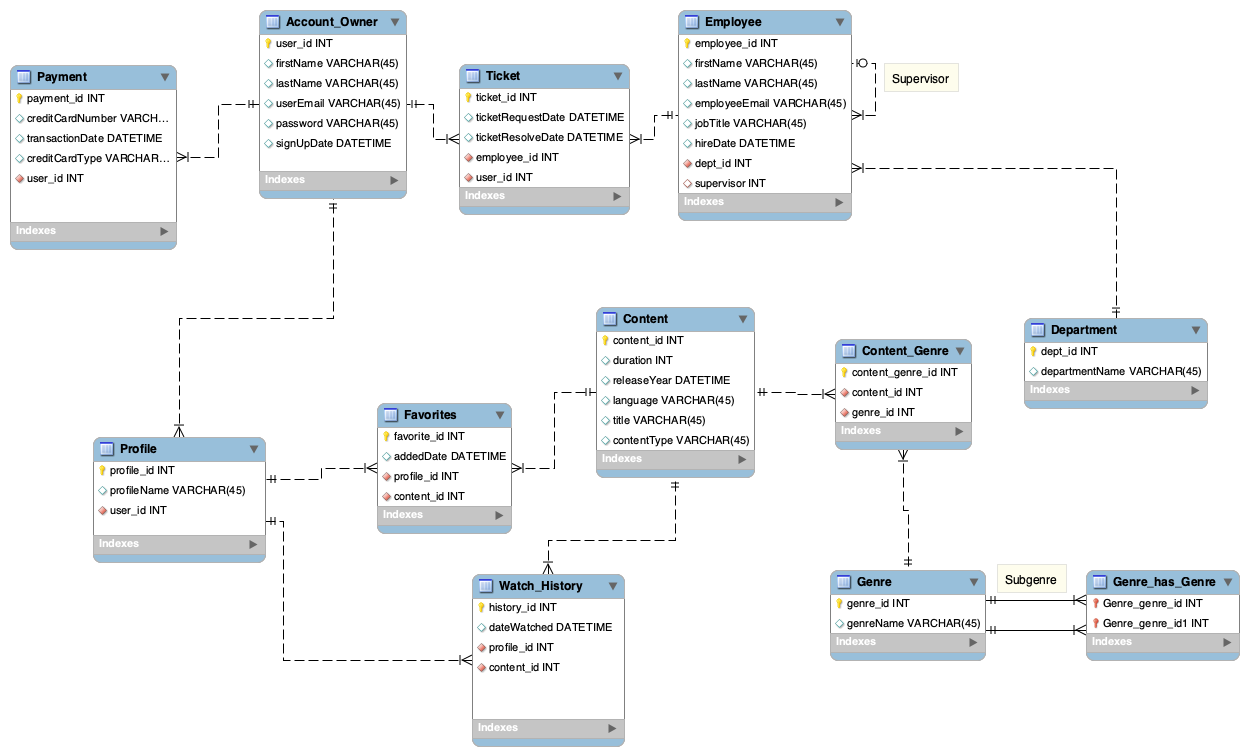 Payment
payment_id INT
creditCardNumber VARCH...
transactionDate DATETIME
creditCardType VARCHAR...
user_id INT
Indexes
Account_Owner
user_id INT
firstName VARCHAR(45)
lastName VARCHAR(45)
userEmail VARCHAR(45)
password VARCHAR(45)
signUpDate DATETIME
Indexes
Ticket
ticket_id INT
ticketRequestDate DATETIME
ticketResolveDate DATETIME
employee_id INT
user_id INT
Indexes
Employee
employee_id INT
firstName VARCHAR(45)
lastName VARCHAR(45)
employeeEmail VARCHAR(45)
jobTitle VARCHAR(45)
hireDate DATETIME
dept_id INT
supervisor INT
Indexes
Supervisor
Department
dept_id INT
departmentName VARCHAR(45)
Indexes
Content
content_id INT
duration INT
releaseYear DATETIME
language VARCHAR(45)
title VARCHAR(45)
contentType VARCHAR(45)
Indexes
Content_Genre
content_genre_id INT
content_id INT
genre_id INT
Indexes
Favorites
favorite_id INT
addedDate DATETIME
profile_id INT
content_id INT
Indexes
Profile
profile_id INT
profileName VARCHAR(45)
user_id INT
Indexes
Watch_History
history_id INT
dateWatched DATETIME
profile_id INT
content_id INT
Indexes
Genre
genre_id INT
genreName VARCHAR(45)
Indexes
Subgenre
Genre_has_Genre
Genre_genre_id INT
Genre_genre_id1 INT
Indexes